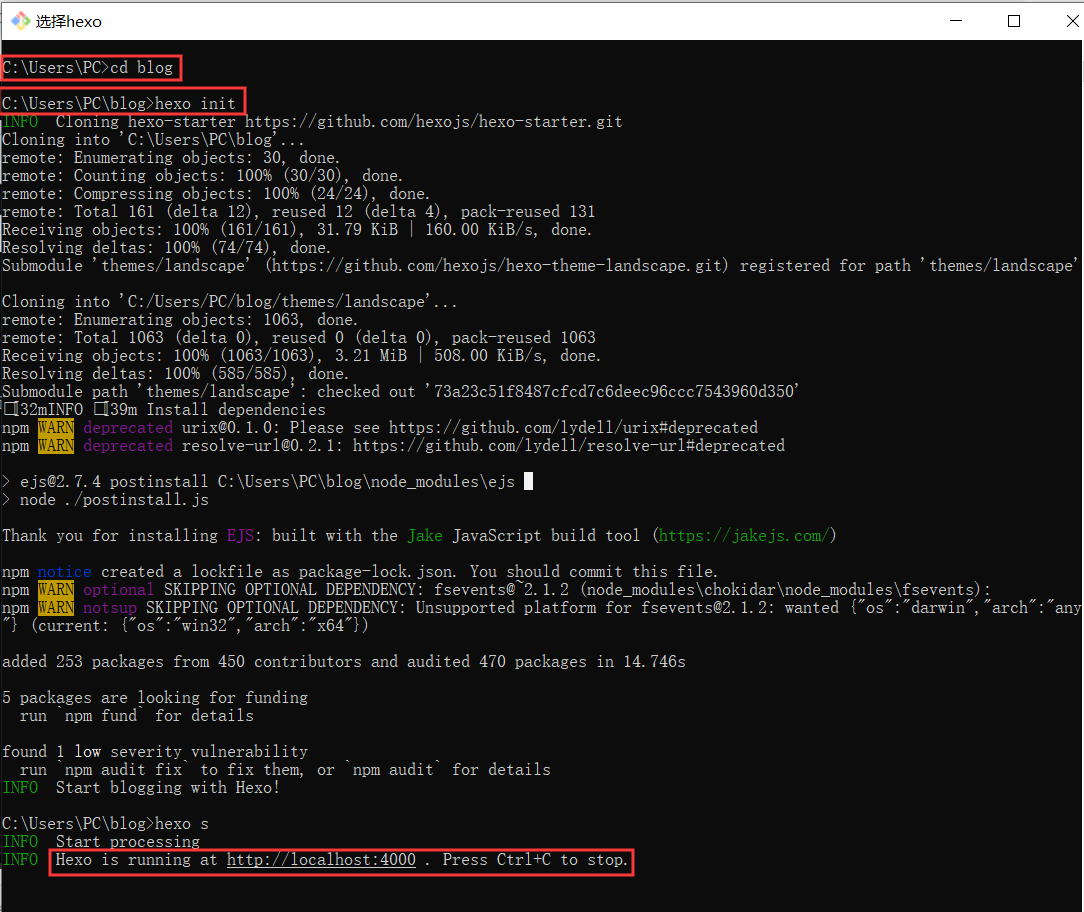 选择hexo
C:\Users\PC>cd blog
C:\Users\PC\blog>hexo init
INFO  Cloning hexo-starter https://github.com/hexojs/hexo-starter.git
Cloning into 'C:\Users\PC\blog'...
remote: Enumerating objects: 30, done.
remote: Counting objects: 100% (30/30), done.
remote: Compressing objects: 100% (24/24), done.
remote: Total 161 (delta 12), reused 12 (delta 4), pack-reused 131
Receiving objects: 100% (161/161), 31.79 KiB | 160.00 KiB/s, done.
Resolving deltas: 100% (74/74), done.
Submodule 'themes/landscape' (https://github.com/hexojs/hexo-theme-landscape.git) registered for path 'themes/landscape'
Cloning into 'C:/Users/PC/blog/themes/landscape'...
remote: Enumerating objects: 1063, done.
remote: Total 1063 (delta 0), reused 0 (delta 0), pack-reused 1063
Receiving objects: 100% (1063/1063), 3.21 MiB | 508.00 KiB/s, done.
Resolving deltas: 100% (585/585), done.
Submodule path 'themes/landscape': checked out '73a23c51f8487cfcd7c6deec96ccc7543960d350'
[32mINFO [39m Install dependencies
npm WARN deprecated urix@0.1.0: Please see https://github.com/lydell/urix#deprecated
npm WARN deprecated resolve-url@0.2.1: https://github.com/lydell/resolve-url#deprecated
> ejs@2.7.4 postinstall C:\Users\PC\blog\node_modules\ejs
> node ./postinstall.js
Thank you for installing EJS: built with the Jake JavaScript build tool (https://jakejs.com/)
npm notice created a lockfile as package-lock.json. You should commit this file.
npm WARN optional SKIPPING OPTIONAL DEPENDENCY: fsevents@~2.1.2 (node_modules\chokidar\node_modules\fsevents):
npm WARN notsup SKIPPING OPTIONAL DEPENDENCY: Unsupported platform for fsevents@2.1.2: wanted {"os":"darwin","arch":"any
"} (current: {"os":"win32","arch":"x64"})
added 253 packages from 450 contributors and audited 470 packages in 14.746s
5 packages are looking for funding
  run `npm fund` for details
found 1 low severity vulnerability
  run `npm audit fix` to fix them, or `npm audit` for details
INFO  Start blogging with Hexo!
C:\Users\PC\blog>hexo s
INFO  Start processing
INFO  Hexo is running at http://localhost:4000 . Press Ctrl+C to stop.